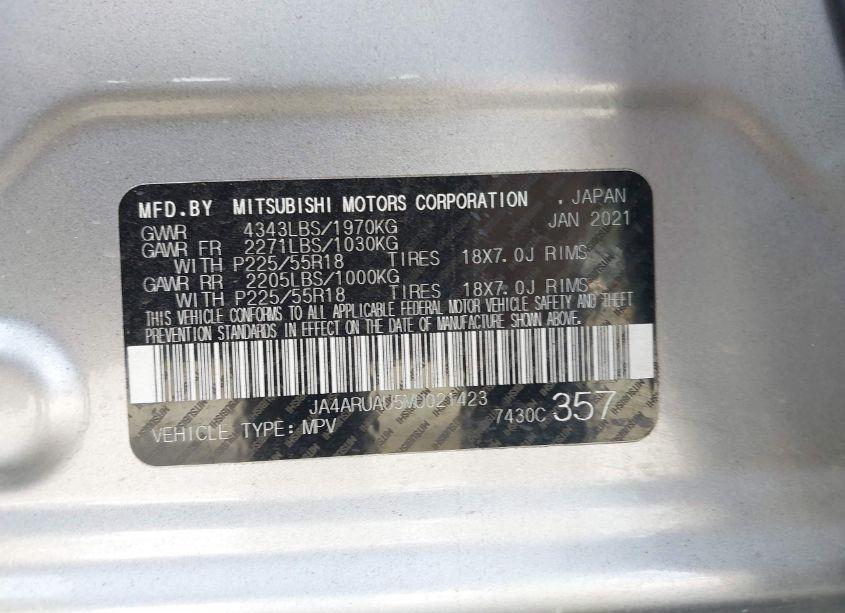 MFD.BY MITSUBISHI MOTORS CORPORATION . JAPAN
GVWR 4343LBS/1970KG JAN 2021
GAWR FR 2271LBS/1030KG
WITH P225/55R18 TIRES 18X7.0J RIMS
GAWR RR 2205LBS/1000KG
WITH P225/55R18 TIRES 18X7.0J RIMS
THIS VEHICLE CONFORMS TO ALL APPLICABLE FEDERAL MOTOR VEHICLE SAFETY AND THEFT
PREVENTION STANDARDS IN EFFECT ON THE DATE OF MANUFACTURE SHOWN ABOVE.
JA4ARUAU5MU021423
VEHICLE TYPE: MPV 7430C 357